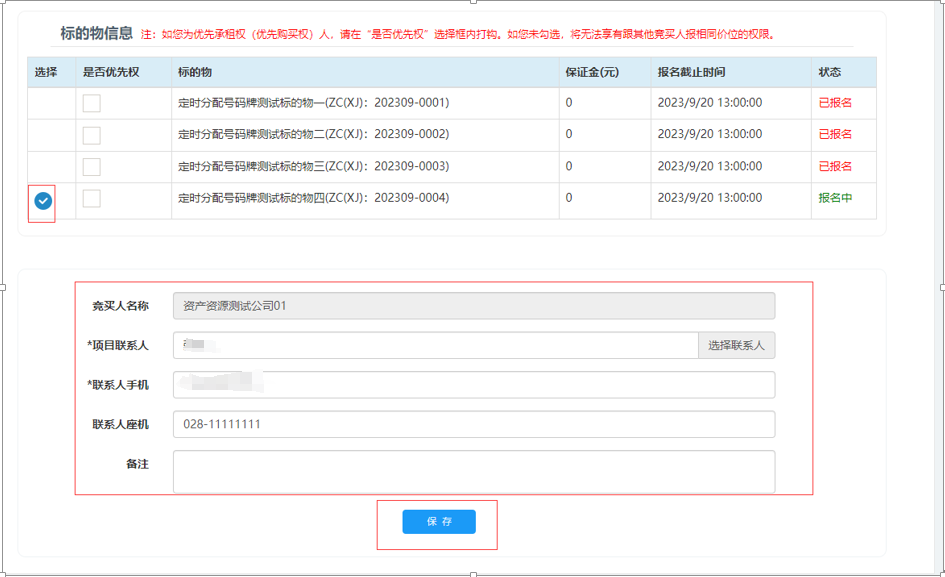 标的物信息 注：如您为优先承租权（优先购买权）人，请在“是否优先权”选择框内打钩。如您未勾选，将无法享有跟其他竞买人报相同价位的权限。
选择 是否优先权 标的物 保证金(元) 报名截止时间 状态
定时分配号码牌测试标的物一(ZC(XJ)：202309-0001) 0 2023/9/20 13:00:00 已报名
定时分配号码牌测试标的物二(ZC(XJ)：202309-0002) 0 2023/9/20 13:00:00 已报名
定时分配号码牌测试标的物三(ZC(XJ)：202309-0003) 0 2023/9/20 13:00:00 已报名
定时分配号码牌测试标的物四(ZC(XJ)：202309-0004) 0 2023/9/20 13:00:00 报名中
竞买人名称 资产资源测试公司01
*项目联系人 选择联系人
*联系人手机
联系人座机 028-11111111
备注
保 存